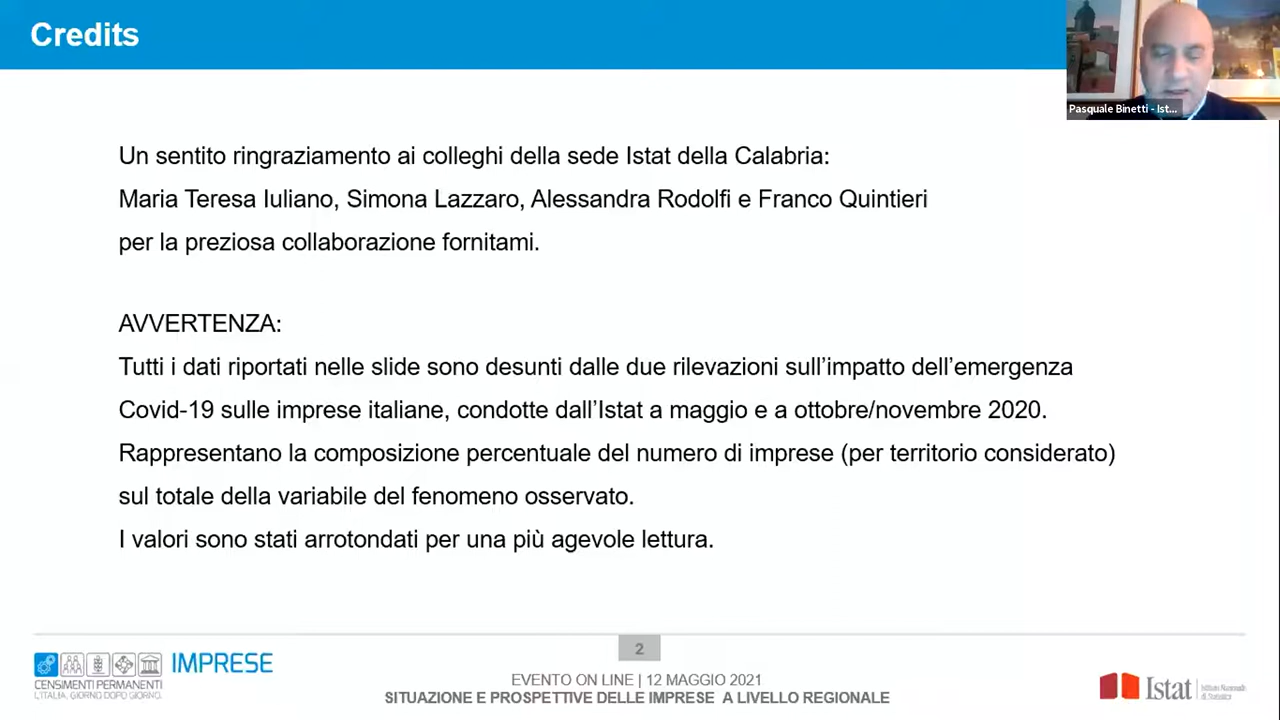 Credits
Pasquale Binetti - Ist...
Un sentito ringraziamento ai colleghi della sede Istat della Calabria:
Maria Teresa Iuliano, Simona Lazzaro, Alessandra Rodolfi e Franco Quintieri
per la preziosa collaborazione fornitami.
AVVERTENZA:
Tutti i dati riportati nelle slide sono desunti dalle due rilevazioni sull’impatto dell’emergenza
Covid-19 sulle imprese italiane, condotte dall’Istat a maggio e a ottobre/novembre 2020.
Rappresentano la composizione percentuale del numero di imprese (per territorio considerato)
sul totale della variabile del fenomeno osservato.
I valori sono stati arrotondati per una più agevole lettura.
2
IMPRESE
CENSIMENTI PERMANENTI
L'ITALIA, GIORNO DOPO GIORNO.
EVENTO ON LINE | 12 MAGGIO 2021
SITUAZIONE E PROSPETTIVE DELLE IMPRESE A LIVELLO REGIONALE
Istat
Istituto Nazionale
di Statistica